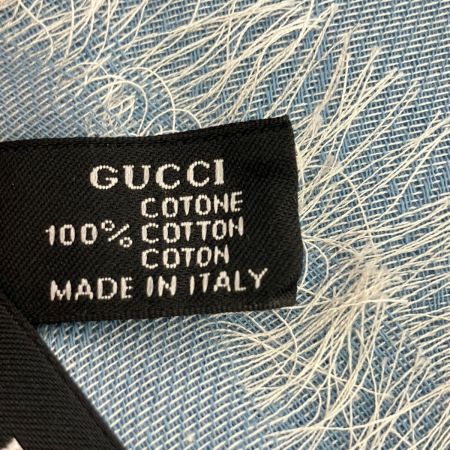 GUCCI
COTONE
100% COTTON
COTON
MADE IN ITALY